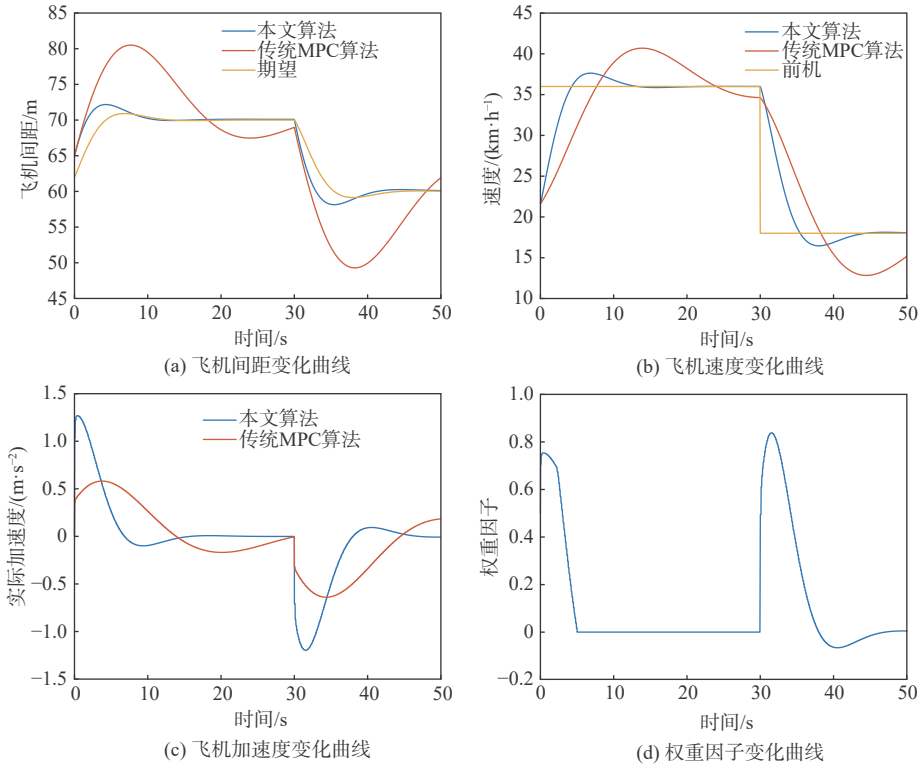 85
80
75
70
65
60
55
50
45
飞机间距/m
本文算法
传统MPC算法
期望
0 10 20 30 40 50
时间/s
(a) 飞机间距变化曲线
45
40
35
30
25
20
15
10
速度/(km·h⁻¹)
本文算法
传统MPC算法
前机
0 10 20 30 40 50
时间/s
(b) 飞机速度变化曲线
1.5
1.0
0.5
0
−0.5
−1.0
−1.5
实际加速度/(m·s⁻²)
本文算法
传统MPC算法
0 10 20 30 40 50
时间/s
(c) 飞机加速度变化曲线
1.0
0.8
0.6
0.4
0.2
0
−0.2
权重因子
0 10 20 30 40 50
时间/s
(d) 权重因子变化曲线